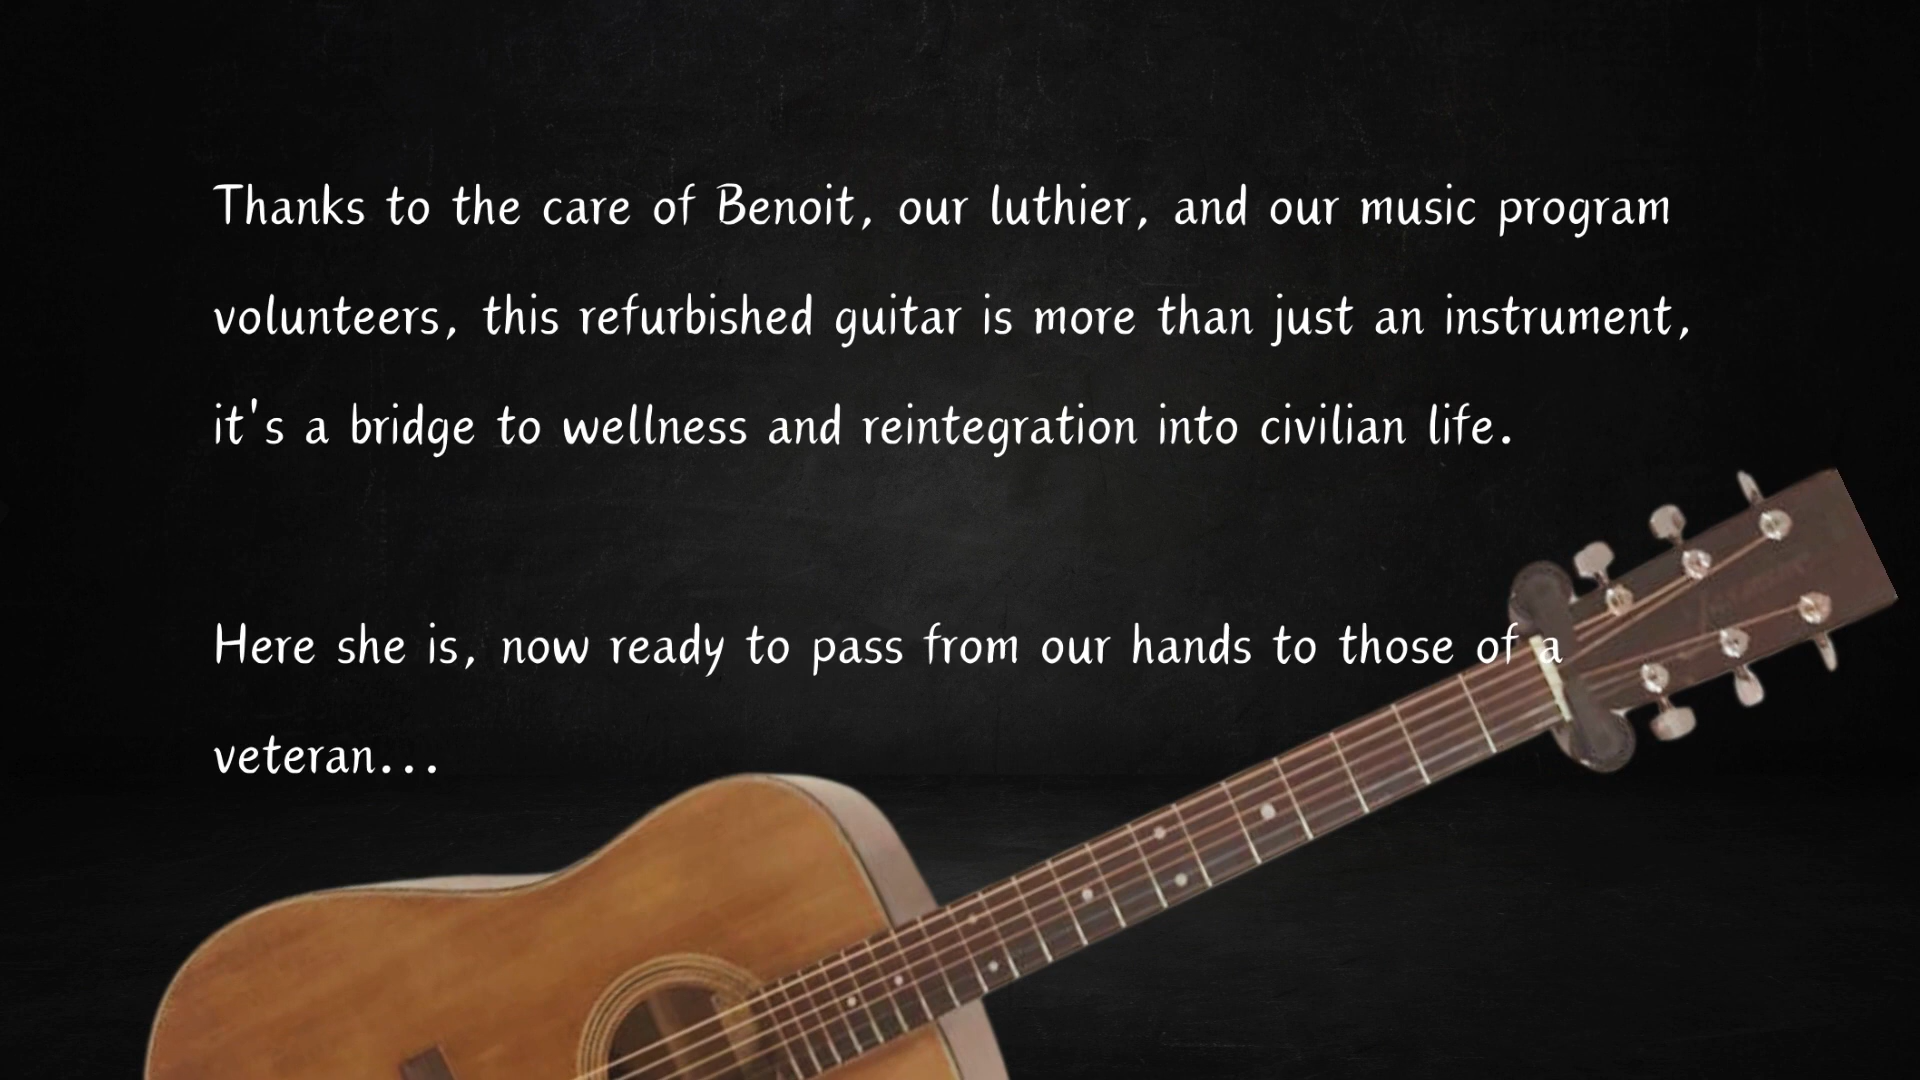 Thanks to the care of Benoit, our luthier, and our music program
volunteers, this refurbished guitar is more than just an instrument,
it's a bridge to wellness and reintegration into civilian life.
Here she is, now ready to pass from our hands to those of a
veteran...